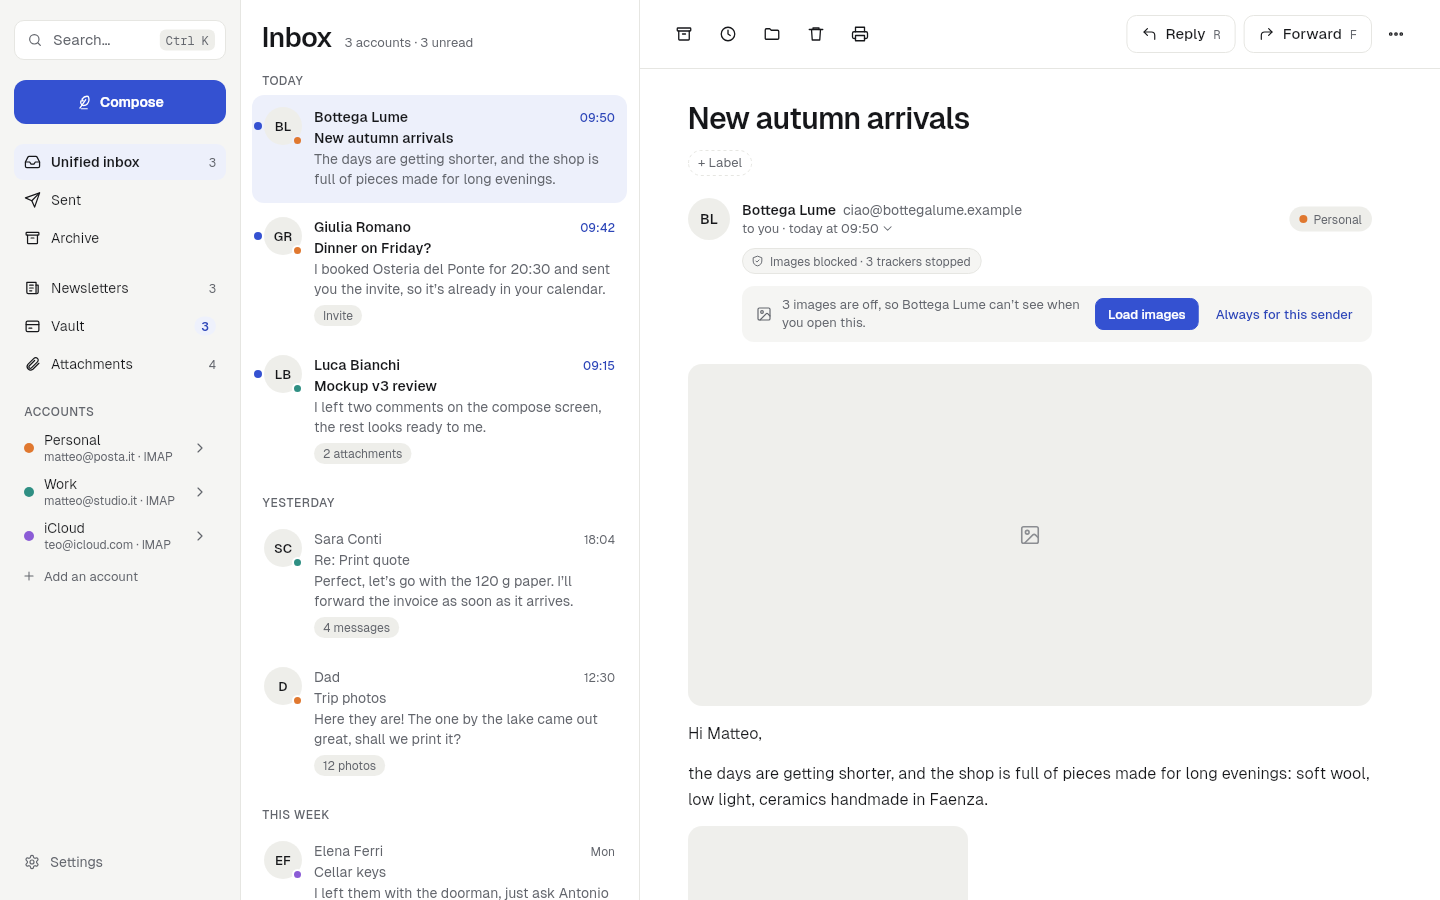 Search...
Ctrl K
Compose
Unified inbox
3
Sent
Archive
Newsletters
3
Vault
3
Attachments
4
ACCOUNTS
Personal
matteo@posta.it · IMAP
Work
matteo@studio.it · IMAP
iCloud
teo@icloud.com · IMAP
Add an account
Settings
Inbox
3 accounts · 3 unread
TODAY
BL
Bottega Lume
09:50
New autumn arrivals
The days are getting shorter, and the shop is
full of pieces made for long evenings.
GR
Giulia Romano
09:42
Dinner on Friday?
I booked Osteria del Ponte for 20:30 and sent
you the invite, so it's already in your calendar.
Invite
LB
Luca Bianchi
09:15
Mockup v3 review
I left two comments on the compose screen,
the rest looks ready to me.
2 attachments
YESTERDAY
SC
Sara Conti
18:04
Re: Print quote
Perfect, let's go with the 120 g paper. I'll
forward the invoice as soon as it arrives.
4 messages
D
Dad
12:30
Trip photos
Here they are! The one by the lake came out
great, shall we print it?
12 photos
THIS WEEK
EF
Elena Ferri
Mon
Cellar keys
I left them with the doorman, just ask Antonio
Reply R
Forward F
New autumn arrivals
+ Label
BL
Bottega Lume ciao@bottegalume.example
to you · today at 09:50
Personal
Images blocked · 3 trackers stopped
3 images are off, so Bottega Lume can't see when
you open this.
Load images
Always for this sender
Hi Matteo,
the days are getting shorter, and the shop is full of pieces made for long evenings: soft wool,
low light, ceramics handmade in Faenza.